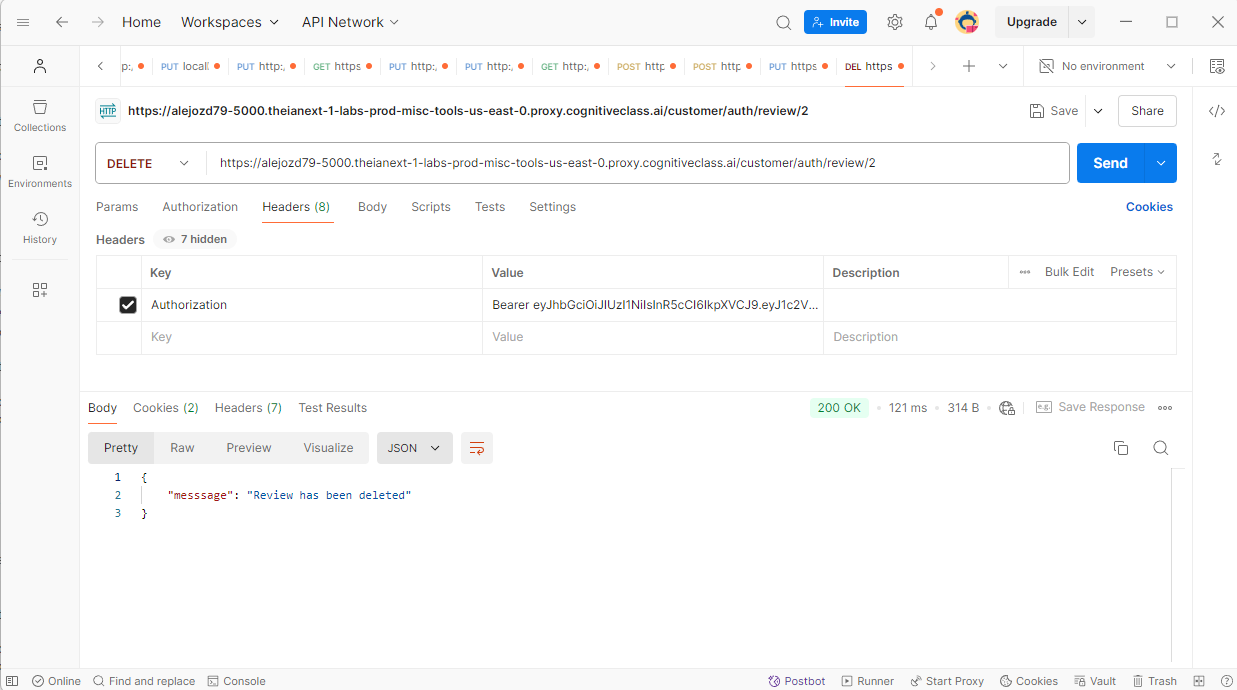 Home Workspaces API Network Invite Upgrade
p:, PUT locall PUT http:, GET https PUT http:, PUT http:, GET http:, POST http POST http PUT https DEL https No environment
HTTP https://alejozd79-5000.theianext-1-labs-prod-misc-tools-us-east-0.proxy.cognitiveclass.ai/customer/auth/review/2 Save Share
Collections
Environments
History
DELETE https://alejozd79-5000.theianext-1-labs-prod-misc-tools-us-east-0.proxy.cognitiveclass.ai/customer/auth/review/2 Send
Params Authorization Headers (8) Body Scripts Tests Settings Cookies
Headers 7 hidden
Key Value Description Bulk Edit Presets
Authorization Bearer eyJhbGciOiJIUzI1NiIsInR5cCI6IkpXVCJ9.eyJ1c2V...
Key Value Description
Body Cookies (2) Headers (7) Test Results 200 OK 121 ms 314 B e.g. Save Response
Pretty Raw Preview Visualize JSON
1 {
2 "messsage": "Review has been deleted"
3 }
Online Find and replace Console Postbot Runner Start Proxy Cookies Vault Trash